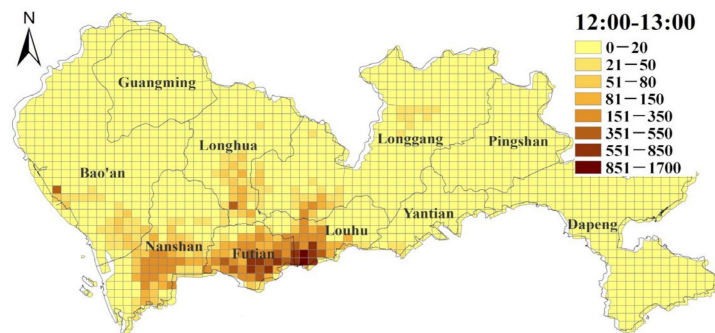 N
12:00-13:00
0－20
21－50
51－80
81－150
151－350
351－550
551－850
851－1700
Guangming
Longhua
Longgang
Pingshan
Bao'an
Yantian
Louhu
Dapeng
Nanshan
Futian